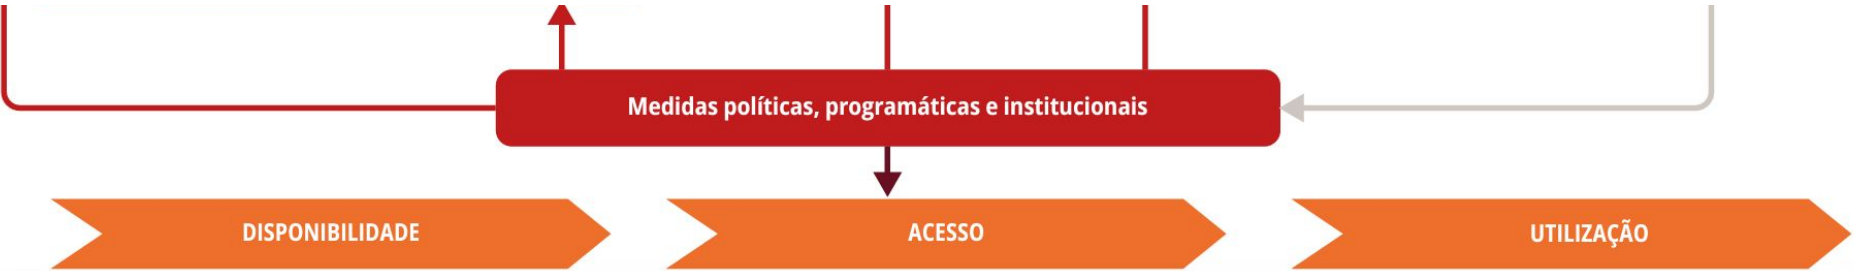 Medidas políticas, programáticas e institucionais
DISPONIBILIDADE
ACESSO
UTILIZAÇÃO